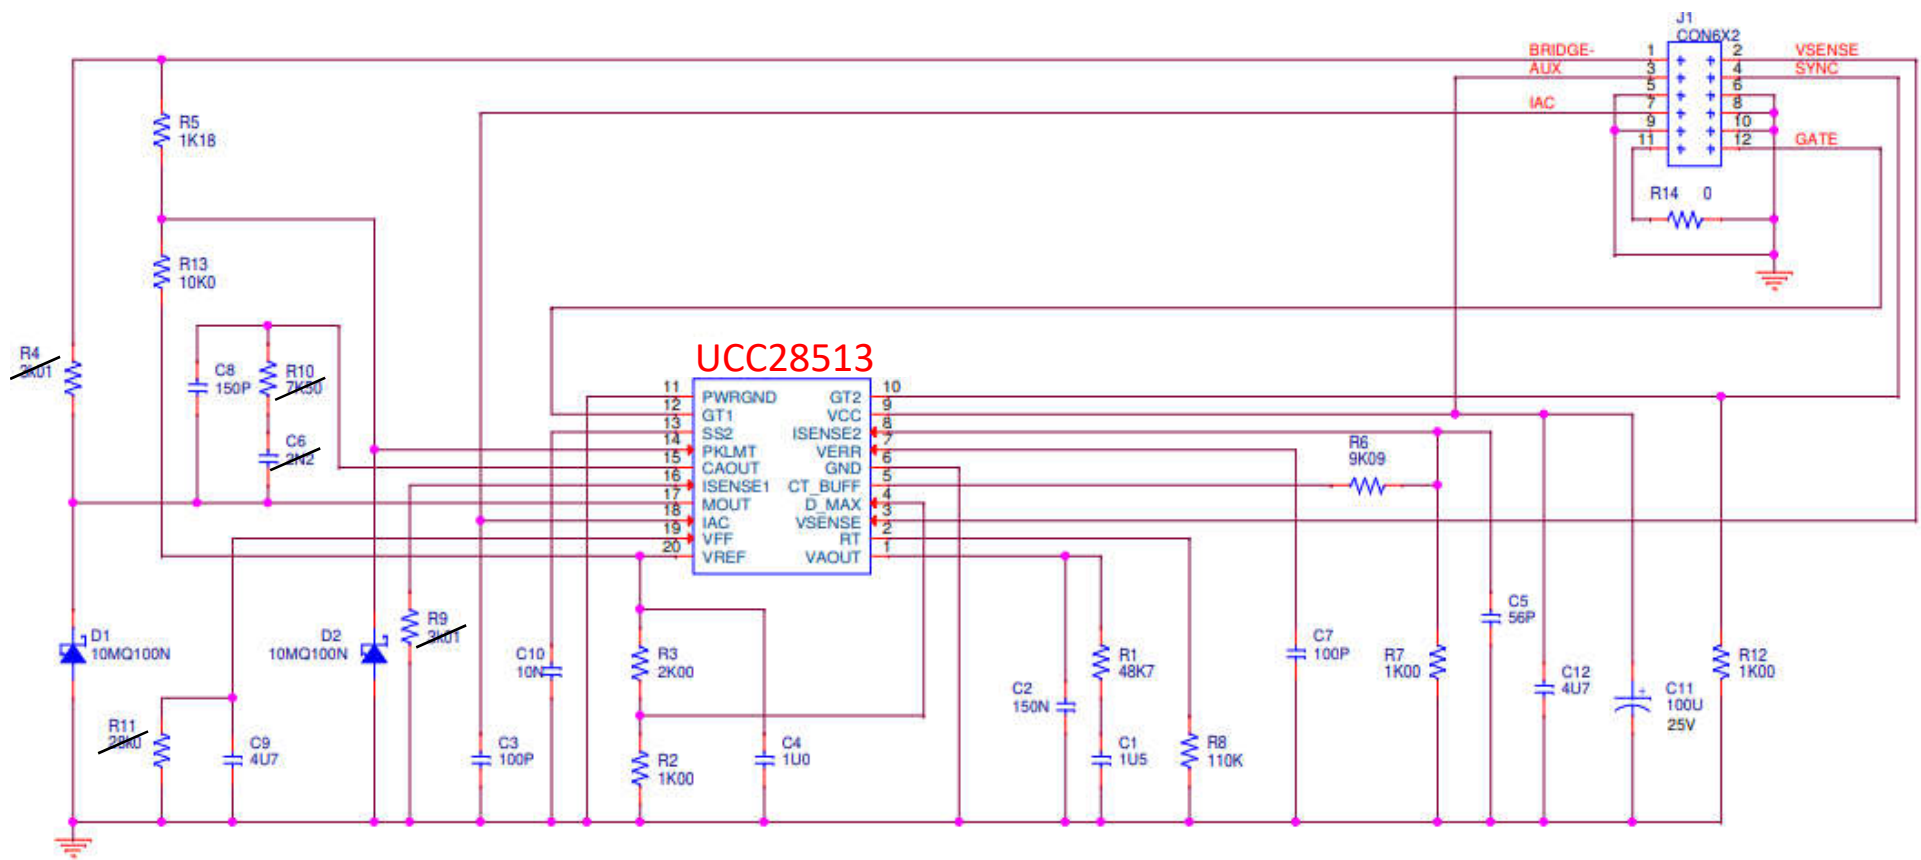 J1
CON6X2
BRIDGE-
1
2
VSENSE
AUX
3
4
SYNC
5
6
IAC
7
8
9
10
11
12
GATE
R14 0
R5
1K18
R13
10K0
R4
3k01
C8
150P
R10
7K50
C6
2N2
UCC28513
11 PWRGND
12 GT1
13 SS2
14 PKLMT
15 CAOUT
16 ISENSE1
17 MOUT
18 IAC
19 VFF
20 VREF
GT2 10
VCC 9
ISENSE2 8
VERR 7
GND 6
CT_BUFF 5
D_MAX 4
VSENSE 3
RT 2
VAOUT 1
R6
9K09
D1
10MQ100N
D2
10MQ100N
R9
3k01
C10
10N
R3
2K00
R1
48K7
C7
100P
R7
1K00
C5
56P
C12
4U7
C11
100U
25V
R12
1K00
R11
C9
4U7
C3
100P
R2
1K00
C4
1U0
C2
150N
C1
1U5
R8
110K